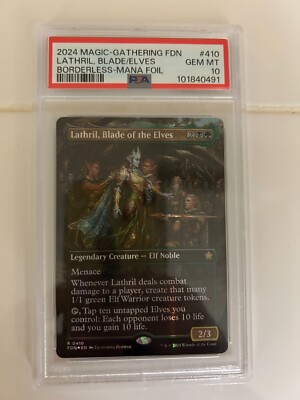 2024 MAGIC-GATHERING FDN #410
LATHRIL, BLADE/ELVES GEM MT
BORDERLESS-MANA FOIL 10
PSA 101840491
Lathril, Blade of the Elves
Legendary Creature — Elf Noble
Menace
Whenever Lathril deals combat
damage to a player, create that many
1/1 green Elf Warrior creature tokens.
, Tap ten untapped Elves you
control: Each opponent loses 10 life
and you gain 10 life.
2/3
R 0410
FDN EN